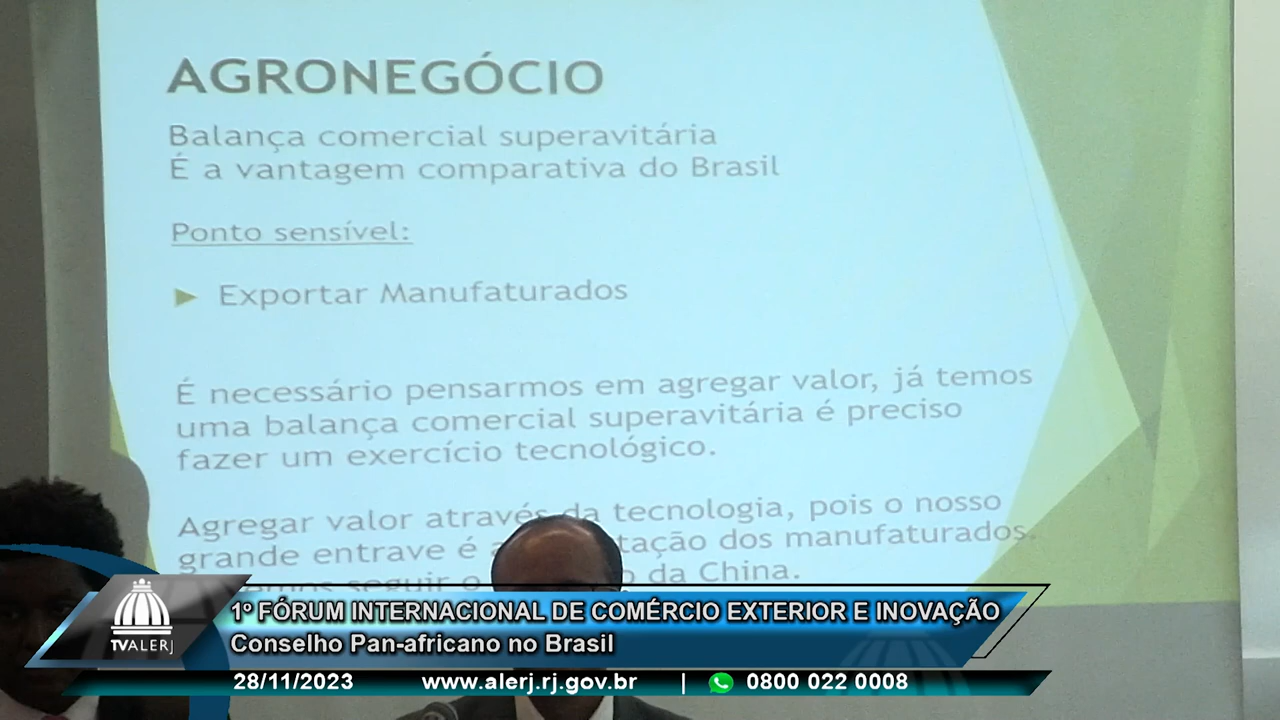 AGRONEGÓCIO
Balança comercial superavitária
É a vantagem comparativa do Brasil
Ponto sensível:
► Exportar Manufaturados
É necessário pensarmos em agregar valor, já temos
uma balança comercial superavitária é preciso
fazer um exercício tecnológico.
Agregar valor através da tecnologia, pois o nosso
grande entrave é a dos manufaturados.
seguir o da China.
1º FÓRUM INTERNACIONAL DE COMÉRCIO EXTERIOR E INOVAÇÃO
Conselho Pan-africano no Brasil
TVALERJ
28/11/2023 www.alerj.rj.gov.br | 0800 022 0008